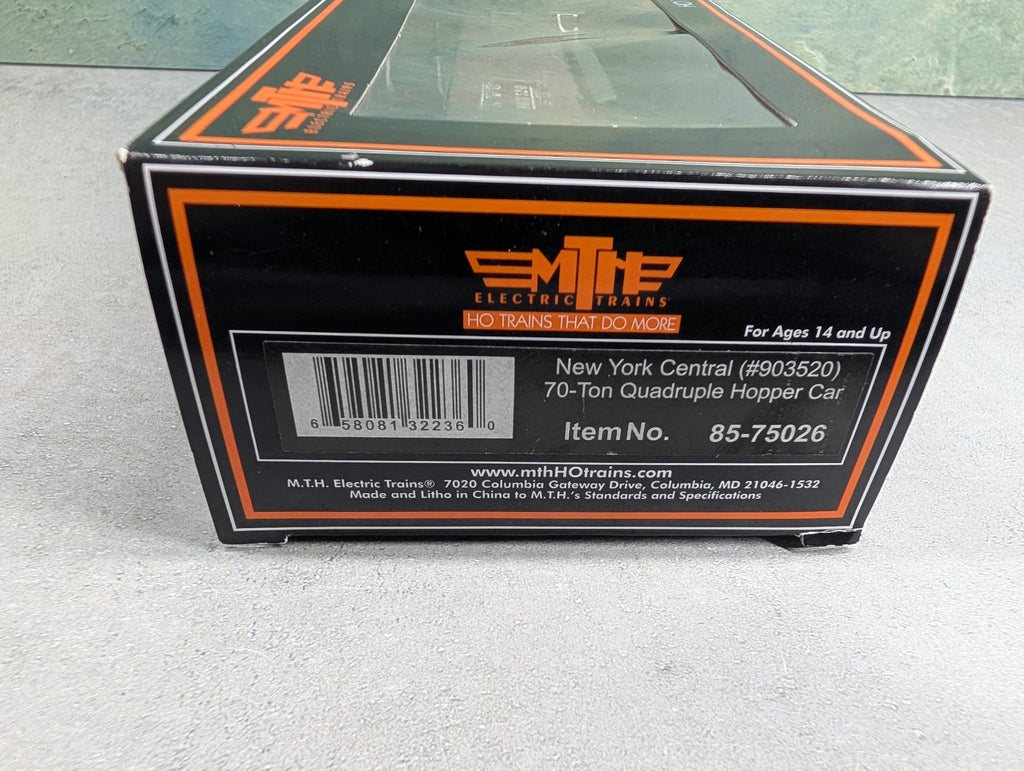 MTH
ELECTRIC TRAINS
HO TRAINS THAT DO MORE
For Ages 14 and Up
New York Central (#903520)
70-Ton Quadruple Hopper Car
6 58081 32236 0
Item No. 85-75026
www.mthHOtrains.com
M.T.H. Electric Trains® 7020 Columbia Gateway Drive, Columbia, MD 21046-1532
Made and Litho in China to M.T.H.'s Standards and Specifications